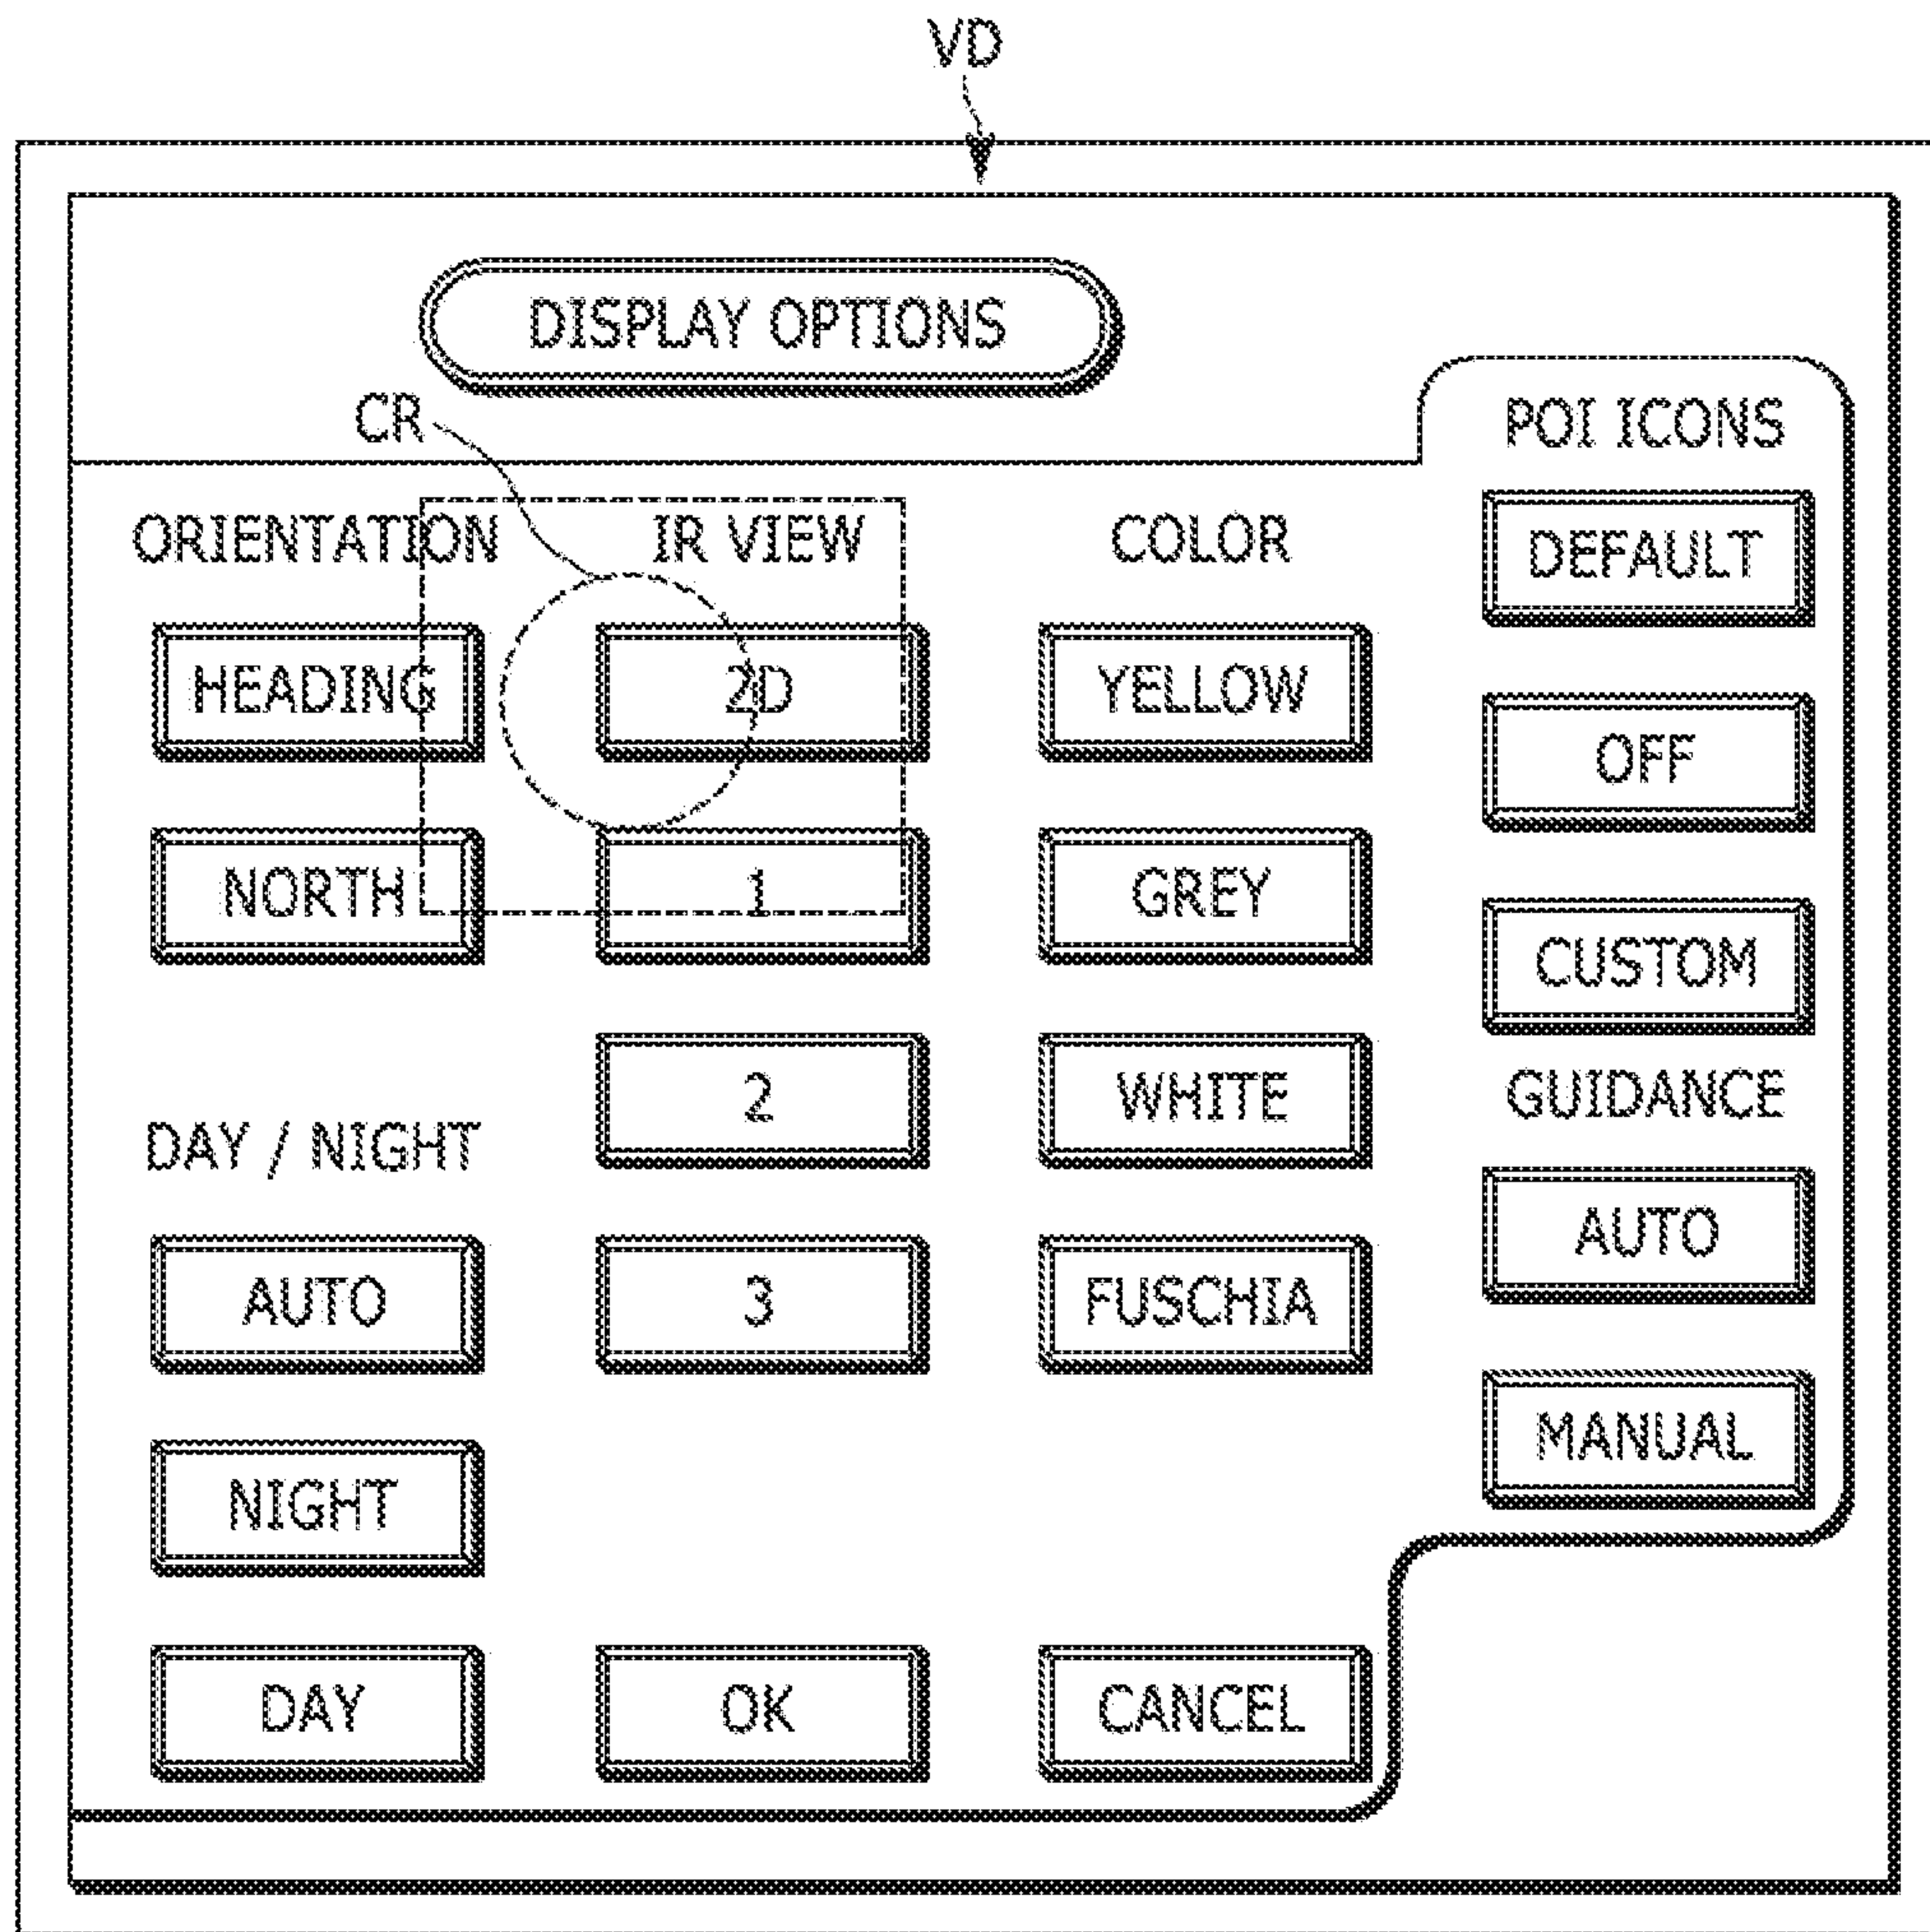 VD
DISPLAY OPTIONS
CR
POI ICONS
ORIENTATION IR VIEW COLOR
DEFAULT
HEADING 2D YELLOW
OFF
NORTH 1 GREY
CUSTOM
2 WHITE
GUIDANCE
DAY / NIGHT
AUTO
AUTO 3 FUSCHIA
MANUAL
NIGHT
DAY OK CANCEL